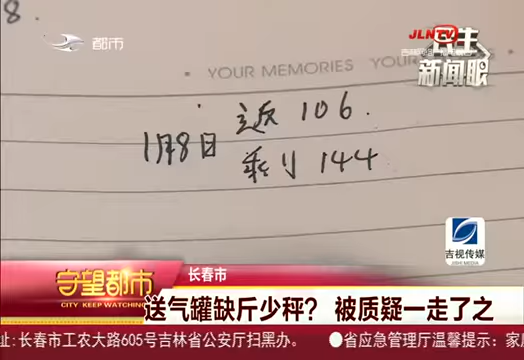 8.
都市
JLNTV
新闻眼
YOUR MEMORIES YOUR
返 106.
1月8日
剩 144
吉视传媒
守望都市
CITY KEEP WATCHING
长春市
送气罐缺斤少秤? 被质疑一走了之
址:长春市工农大路605号吉林省公安厅扫黑办。 ●省应急管理厅温馨提示:家